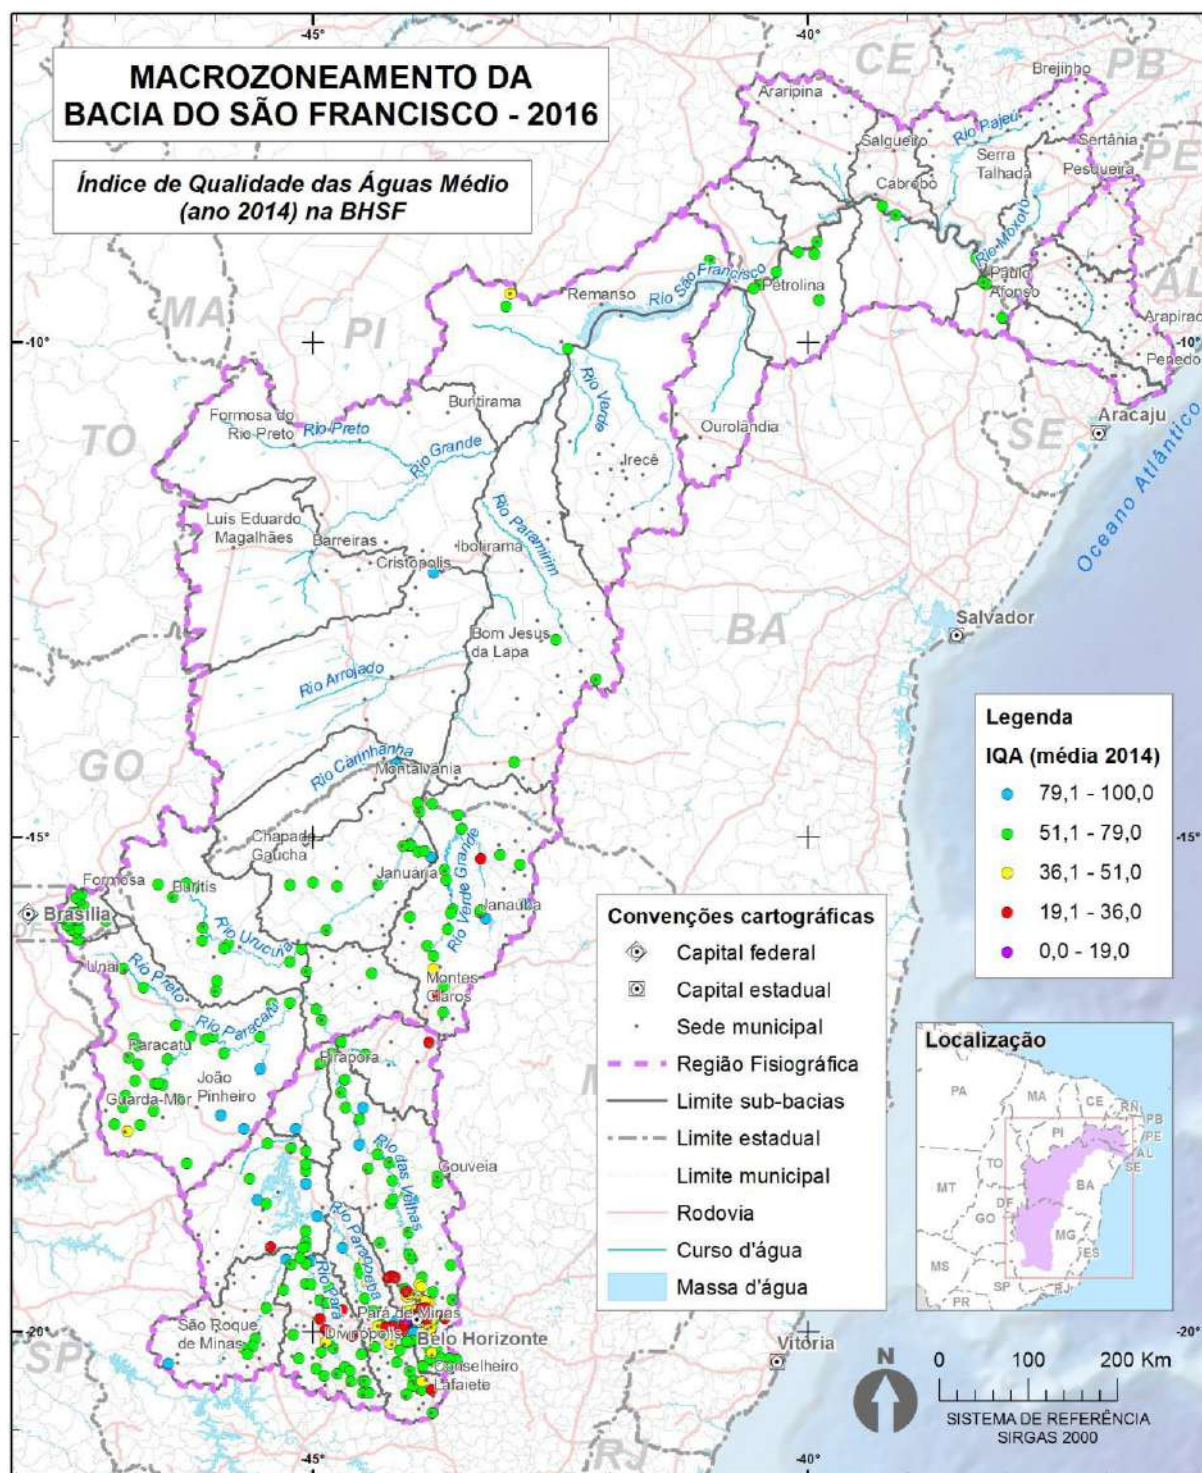 -45°
-40°
MACROZONEAMENTO DA
BACIA DO SÃO FRANCISCO - 2016
Índice de Qualidade das Águas Médio
(ano 2014) na BHSF
CE
PB
Brejinho
Araripina
Rio Pajeú
Salgueiro
Sertânia
Serra
Talhada
Pesqueira
PE
Cabrobó
Rio Moxotó
MA
PI
Remanso
Rio São Francisco
Petrolina
Paulo
Afonso
AL
Arapirac
-10°
-10°
Penedo
Rio Verde
Buritirama
Formosa do
Rio Preto
Rio Preto
Rio Grande
TO
Ourolândia
SE
Aracaju
Irecê
Oceano Atlântico
Luís Eduardo
Magalhães
Barreiras
Rio Paramirim
Ibotirama
Cristópolis
BA
Salvador
Bom Jesus
da Lapa
Rio Arrojado
GO
Rio Carinhanha
Montalvânia
Legenda
IQA (média 2014)
79,1 - 100,0
51,1 - 79,0
36,1 - 51,0
19,1 - 36,0
0,0 - 19,0
-15°
-15°
Chapada
Gaúcha
Formosa
Buritis
Januária
Rio Verde Grande
Janaúba
Brasília
DF
Rio Urucuia
Unaí
Rio Preto
Montes
Claros
Rio Paracatu
Paracatu
Pirapora
João
Pinheiro
Guarda-Mor
M
Rio das Velhas
Gouveia
Rio Paraopeba
Rio Pará
Pará de Minas
São Roque
de Minas
Divinópolis
Belo Horizonte
Conselheiro
Lafaiete
-20°
-20°
SP
Vitória
RJ
Convenções cartográficas
Capital federal
Capital estadual
Sede municipal
Região Fisiográfica
Limite sub-bacias
Limite estadual
Limite municipal
Rodovia
Curso d'água
Massa d'água
Localização
PA
MA
CE
RN
PB
PI
PE
AL
SE
TO
BA
MT
DF
GO
MG
ES
MS
SP
RJ
PR
N
0 100 200 Km
SISTEMA DE REFERÊNCIA
SIRGAS 2000
-45°
-40°